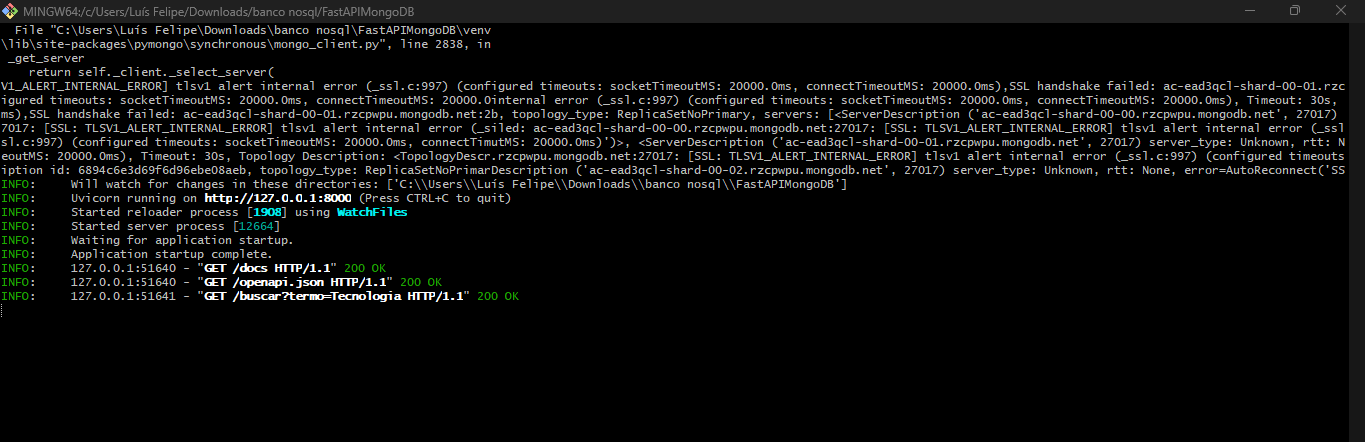 MINGW64:/c/Users/Luís Felipe/Downloads/banco nosql/FastAPIMongoDB
File "C:\Users\Luís Felipe\Downloads\banco nosql\FastAPIMongoDB\venv
\lib\site-packages\pymongo\synchronous\mongo_client.py", line 2838, in
_get_server
return self._client._select_server(
V1_ALERT_INTERNAL_ERROR] tlsv1 alert internal error (_ssl.c:997) (configured timeouts: socketTimeoutMS: 20000.0ms, connectTimeoutMS: 20000.0ms),SSL handshake failed: ac-ead3qcl-shard-00-01.rzc
igured timeouts: socketTimeoutMS: 20000.0ms, connectTimeoutMS: 20000.0internal error (_ssl.c:997) (configured timeouts: socketTimeoutMS: 20000.0ms, connectTimeoutMS: 20000.0ms), Timeout: 30s,
ms),SSL handshake failed: ac-ead3qcl-shard-00-01.rzcpwpu.mongodb.net:2b, topology_type: ReplicaSetNoPrimary, servers: [<ServerDescription ('ac-ead3qcl-shard-00-00.rzcpwpu.mongodb.net', 27017)
7017: [SSL: TLSV1_ALERT_INTERNAL_ERROR] tlsv1 alert internal error (_siled: ac-ead3qcl-shard-00-00.rzcpwpu.mongodb.net:27017: [SSL: TLSV1_ALERT_INTERNAL_ERROR] tlsv1 alert internal error (_ssl
sl.c:997) (configured timeouts: socketTimeoutMS: 20000.0ms, connectTimutMS: 20000.0ms)')>, <ServerDescription ('ac-ead3qcl-shard-00-01.rzcpwpu.mongodb.net', 27017) server_type: Unknown, rtt: N
eoutMS: 20000.0ms), Timeout: 30s, Topology Description: <TopologyDescr.rzcpwpu.mongodb.net:27017: [SSL: TLSV1_ALERT_INTERNAL_ERROR] tlsv1 alert internal error (_ssl.c:997) (configured timeouts
iption id: 6894c6e3d69f6d96ebe08aeb, topology_type: ReplicaSetNoPrimarDescription ('ac-ead3qcl-shard-00-02.rzcpwpu.mongodb.net', 27017) server_type: Unknown, rtt: None, error=AutoReconnect('SS
INFO: Will watch for changes in these directories: ['C:\\Users\\Luís Felipe\\Downloads\\banco nosql\\FastAPIMongoDB']
INFO: Uvicorn running on http://127.0.0.1:8000 (Press CTRL+C to quit)
INFO: Started reloader process [1908] using WatchFiles
INFO: Started server process [12664]
INFO: Waiting for application startup.
INFO: Application startup complete.
INFO: 127.0.0.1:51640 - "GET /docs HTTP/1.1" 200 OK
INFO: 127.0.0.1:51640 - "GET /openapi.json HTTP/1.1" 200 OK
INFO: 127.0.0.1:51641 - "GET /buscar?termo=Tecnologia HTTP/1.1" 200 OK